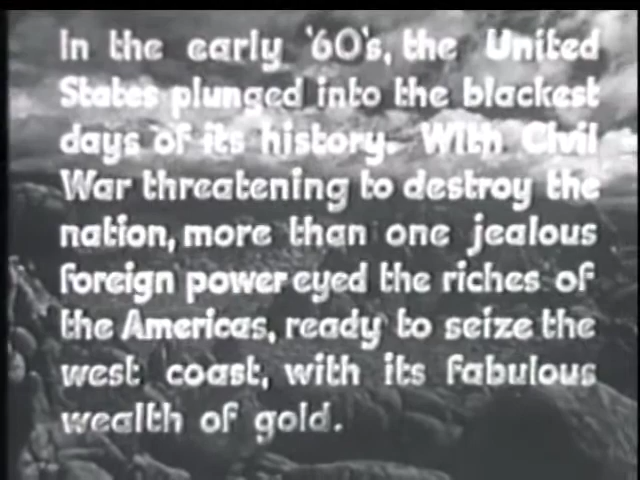 In the early '60's, the United
States plunged into the blackest
days of its history. With Civil
War threatening to destroy the
nation, more than one jealous
foreign power eyed the riches of
the Americas, ready to seize the
west coast, with its fabulous
wealth of gold.